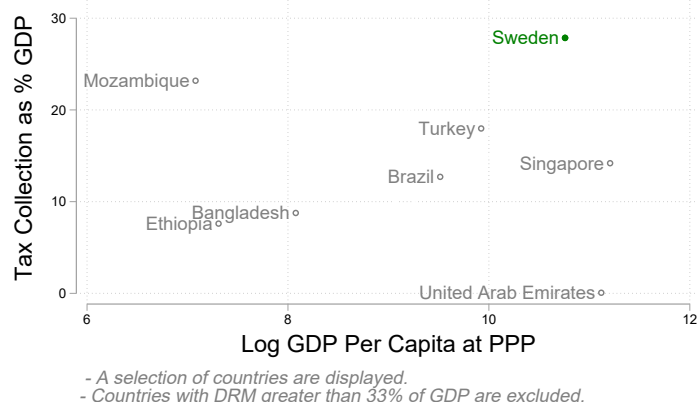 30
Sweden
Mozambique
20
Turkey
Singapore
Brazil
10
Bangladesh
Ethiopia
United Arab Emirates
0
Tax Collection as % GDP
6 8 10 12
Log GDP Per Capita at PPP
- A selection of countries are displayed.
- Countries with DRM greater than 33% of GDP are excluded.